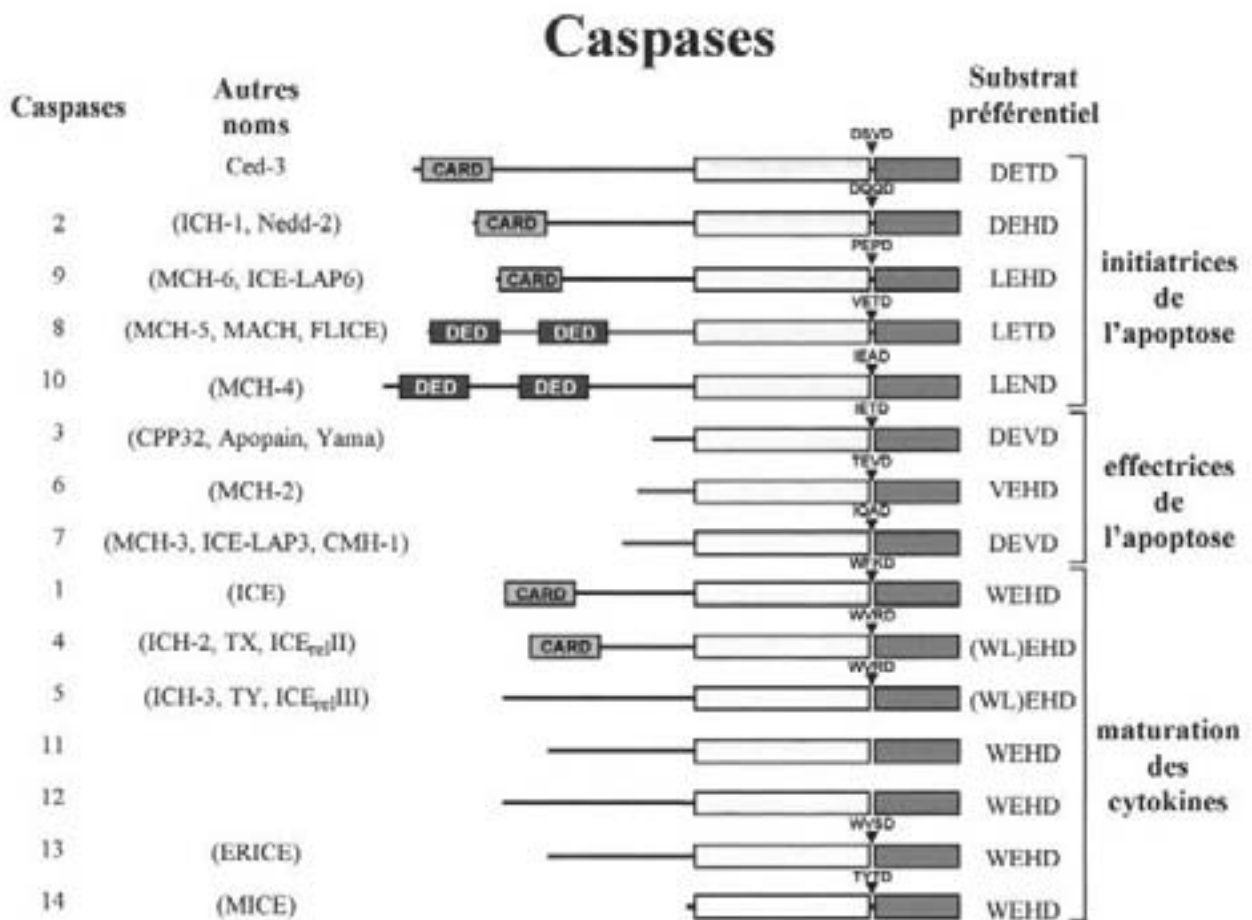 Caspases
Caspases
Autres
noms
Substrat
préférentiel
DSVD
Ced-3
CARD
DETD
DQQD
2
(ICH-1, Nedd-2)
CARD
DEHD
PEPD
9
(MCH-6, ICE-LAP6)
CARD
LEHD
VETD
8
(MCH-5, MACH, FLICE)
DED
DED
LETD
IEAD
10
(MCH-4)
DED
DED
LEND
initiatrices
de
l'apoptose
IETD
3
(CPP32, Apopain, Yama)
DEVD
TEVD
6
(MCH-2)
VEHD
IQAD
7
(MCH-3, ICE-LAP3, CMH-1)
DEVD
effectrices
de
l'apoptose
1
(ICE)
CARD
WEHD
WVRD
4
(ICH-2, TX, ICErelII)
CARD
(WL)EHD
WVRD
5
(ICH-3, TY, ICErelIII)
(WL)EHD
11
WEHD
12
WEHD
WVSD
13
(ERICE)
WEHD
TYTD
14
(MICE)
WEHD
maturation
des
cytokines